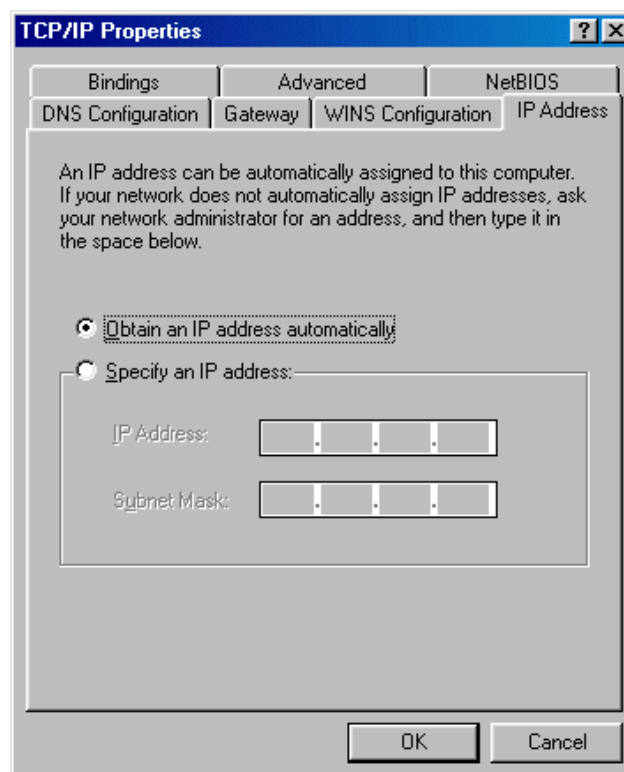 TCP/IP Properties
Bindings
Advanced
NetBIOS
DNS Configuration
Gateway
WINS Configuration
IP Address
An IP address can be automatically assigned to this computer.
If your network does not automatically assign IP addresses, ask
your network administrator for an address, and then type it in
the space below.
Obtain an IP address automatically
Specify an IP address:
IP Address:
. . .
Subnet Mask:
. . .
OK
Cancel